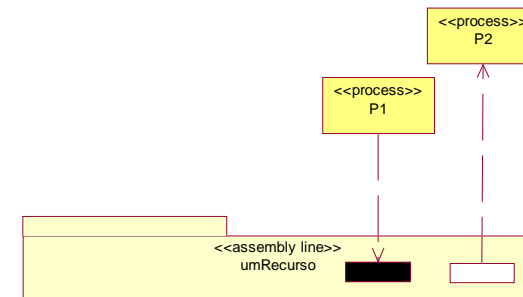 <<process>>
P2
<<process>>
P1
<<assembly line>>
umRecurso